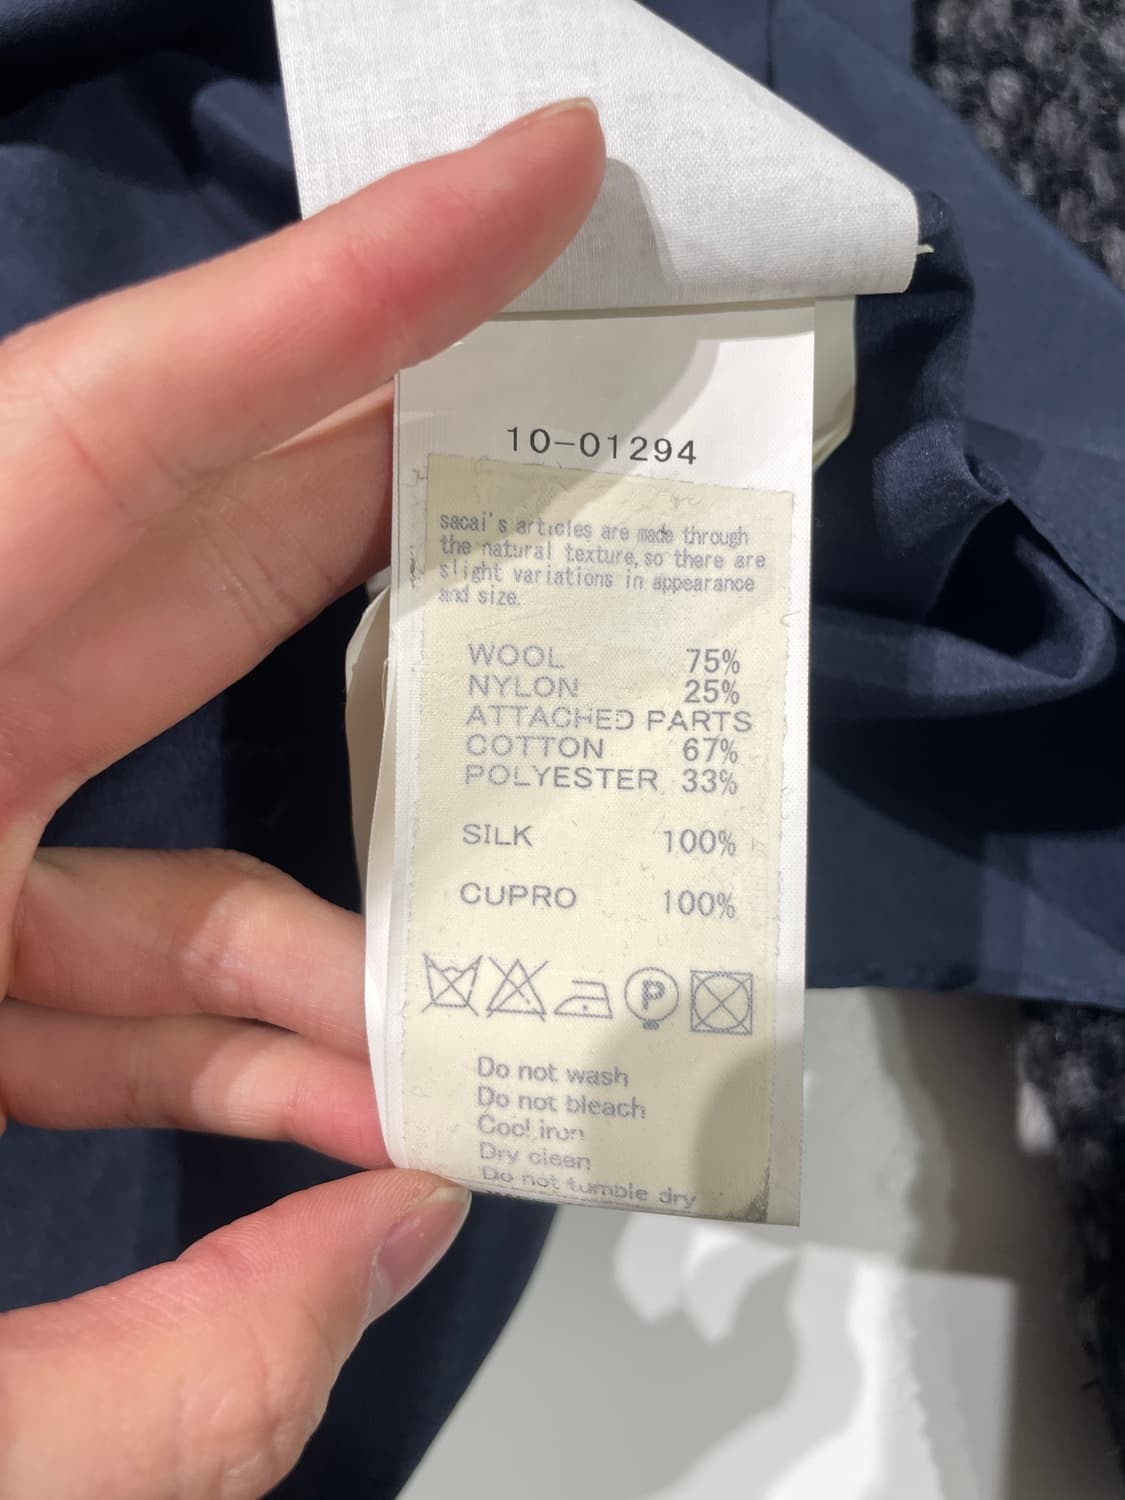 10-01294
sacai's articles are made through
the natural texture, so there are
slight variations in appearance
and size.
WOOL 75%
NYLON 25%
ATTACHED PARTS
COTTON 67%
POLYESTER 33%
SILK 100%
CUPRO 100%
P
Do not wash
Do not bleach
Cool iron
Dry clean
Do not tumble dry